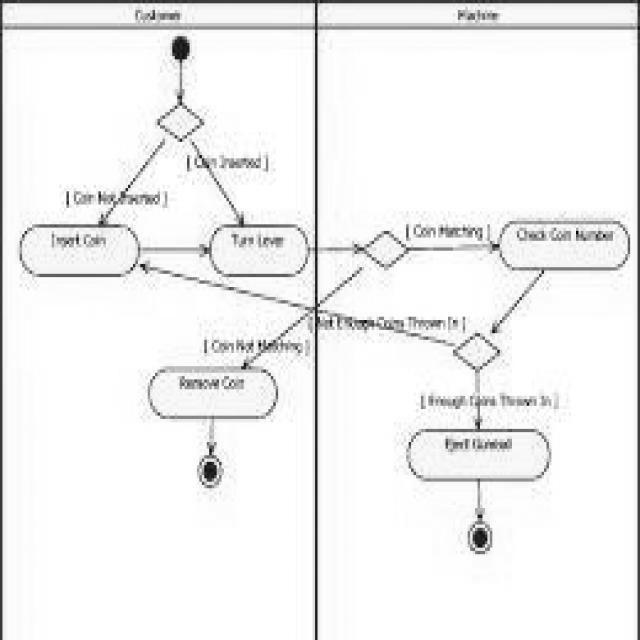 Customer
Machine
[ Coin Inserted ]
[ Coin Not Inserted ]
Insert Coin
Turn Lever
[ Coin Matching ]
Check Coin Number
[ Not Enough Coins Thrown In ]
[ Coin Not Matching ]
Remove Coin
[ Enough Coins Thrown In ]
Eject Gumball